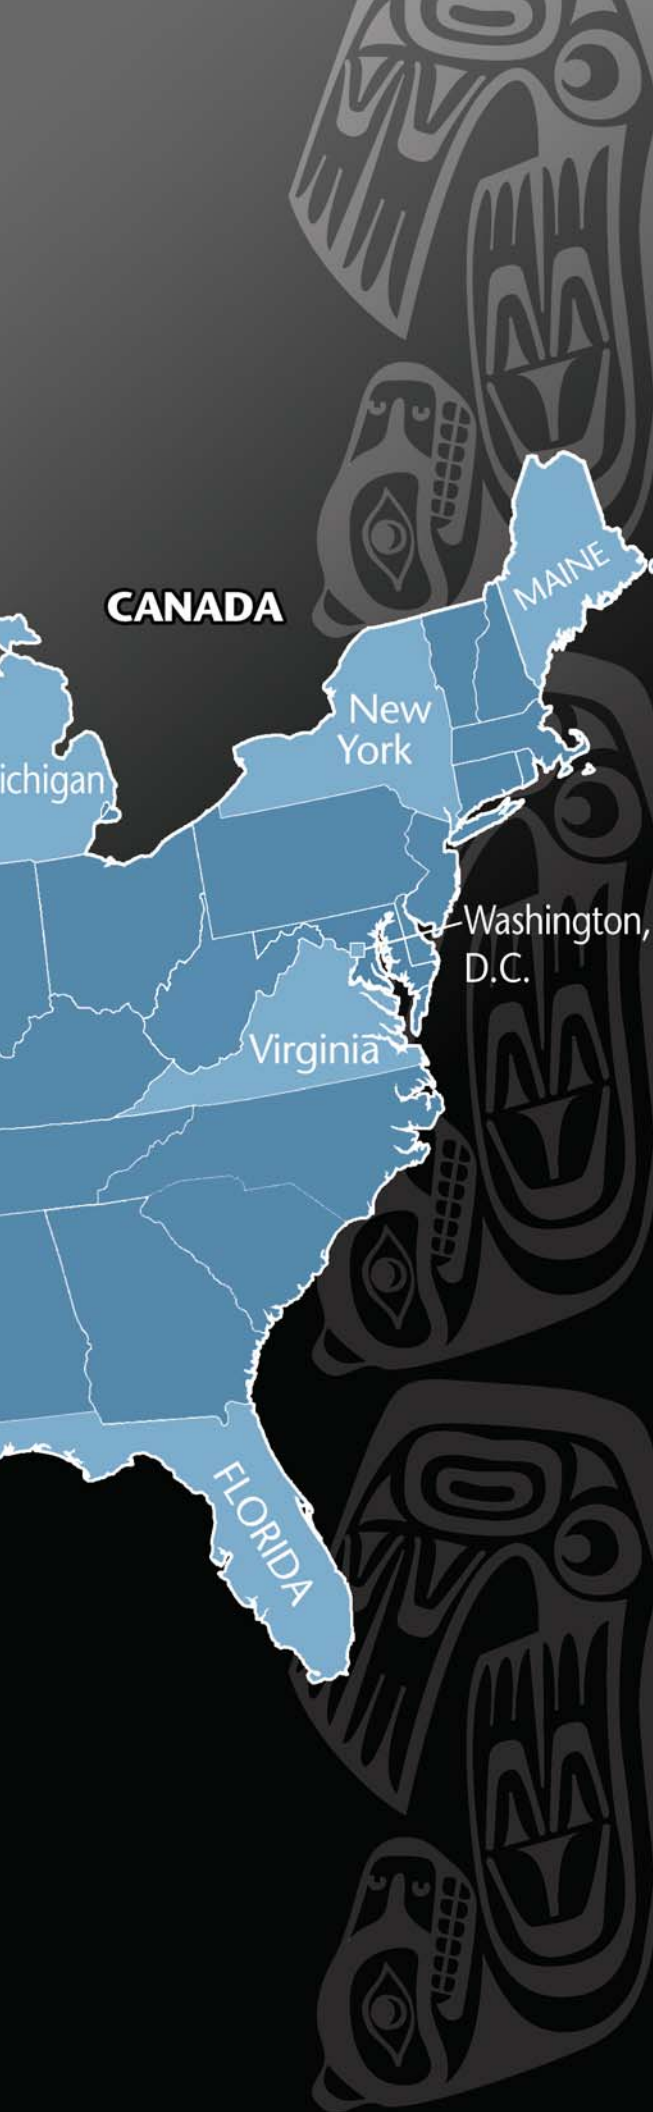 MAINE
CANADA
New
York
ichigan
Washington,
D.C.
Virginia
FLORIDA